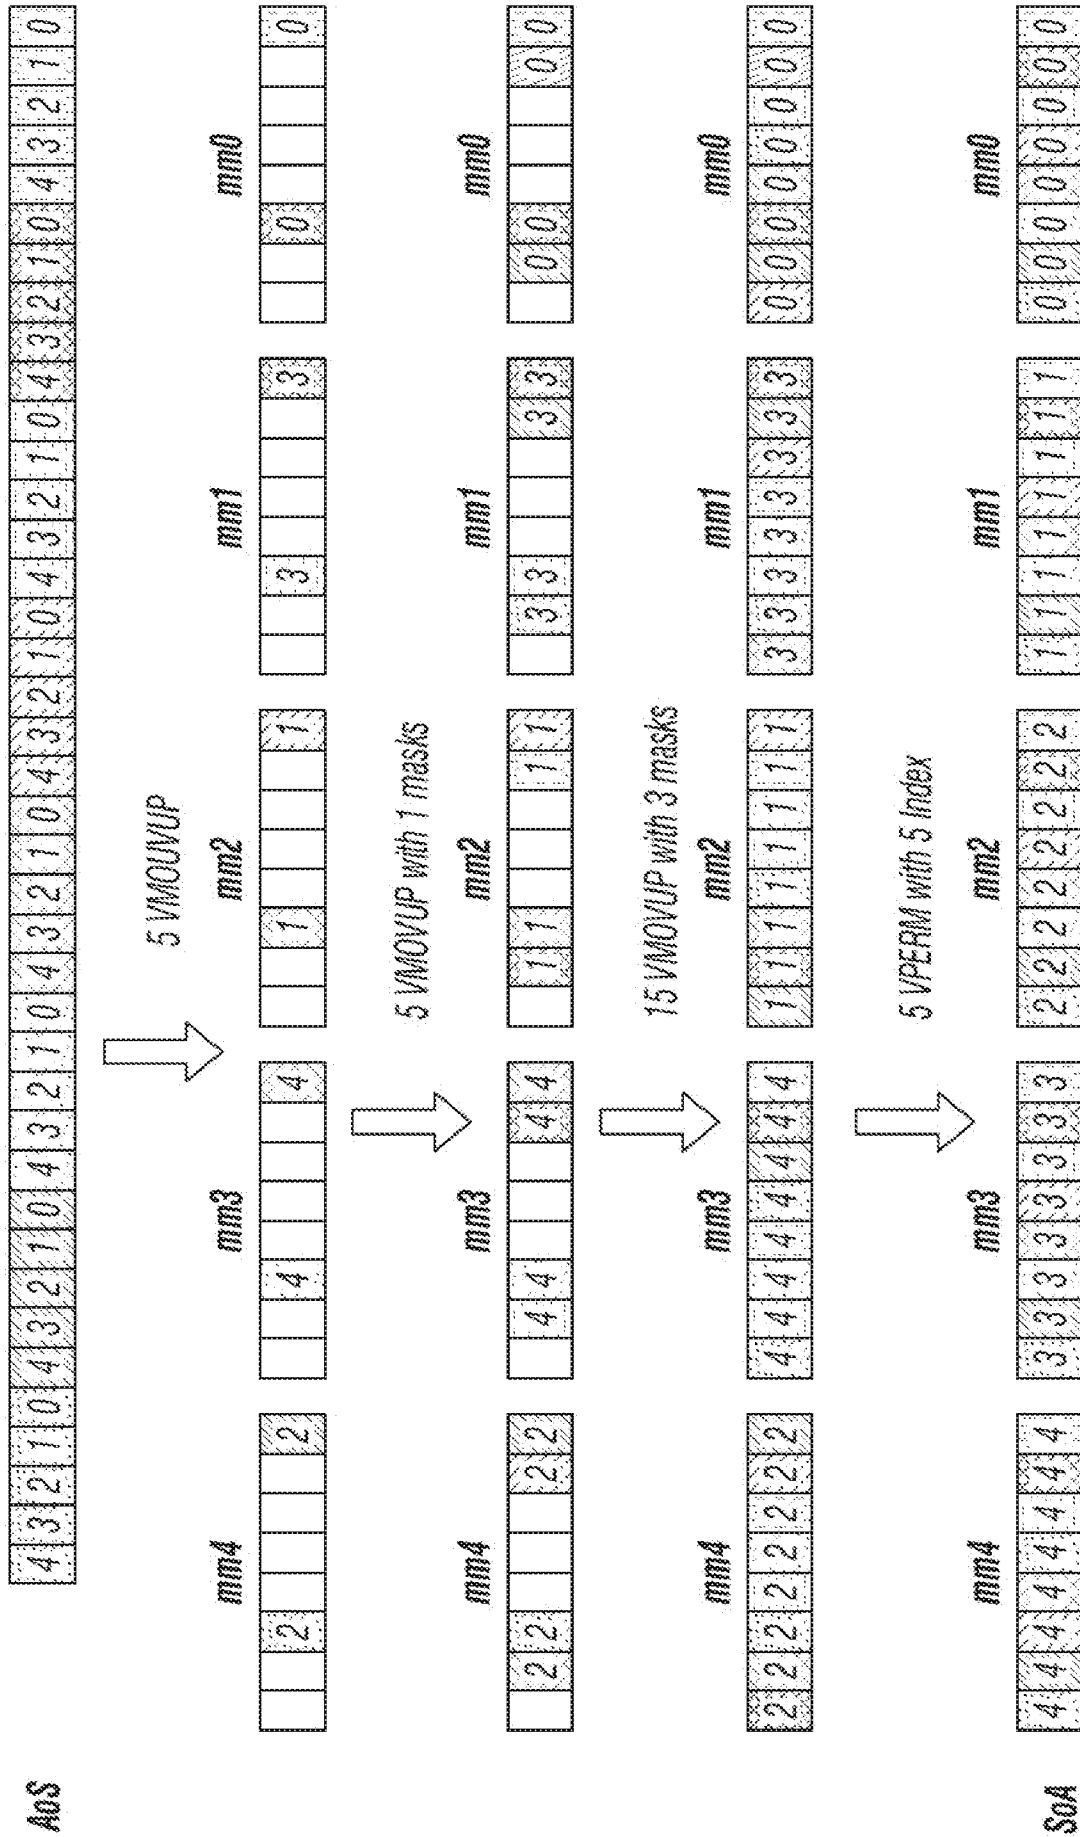 AoS 4 3 2 1 0 4 3 2 1 0 4 3 2 1 0 4 3 2 1 0 4 3 2 1 0 4 3 2 1 0 4 3 2 1 0 4 3 2 1 0
5 VMOUVUP
mm4 mm3 mm2 mm1 mm0
2 2 4 4 1 1 3 3 0 0
5 VMOVUP with 1 masks
mm4 mm3 mm2 mm1 mm0
2 2 2 2 4 4 4 4 1 1 1 1 3 3 3 3 0 0 0 0
15 VMOVUP with 3 masks
mm4 mm3 mm2 mm1 mm0
2 2 2 2 2 2 2 2 4 4 4 4 4 4 4 4 1 1 1 1 1 1 1 1 3 3 3 3 3 3 3 3 0 0 0 0 0 0 0 0
5 VPERM with 5 Index
mm4 mm3 mm2 mm1 mm0
SoA 4 4 4 4 4 4 4 4 3 3 3 3 3 3 3 3 2 2 2 2 2 2 2 2 1 1 1 1 1 1 1 1 0 0 0 0 0 0 0 0